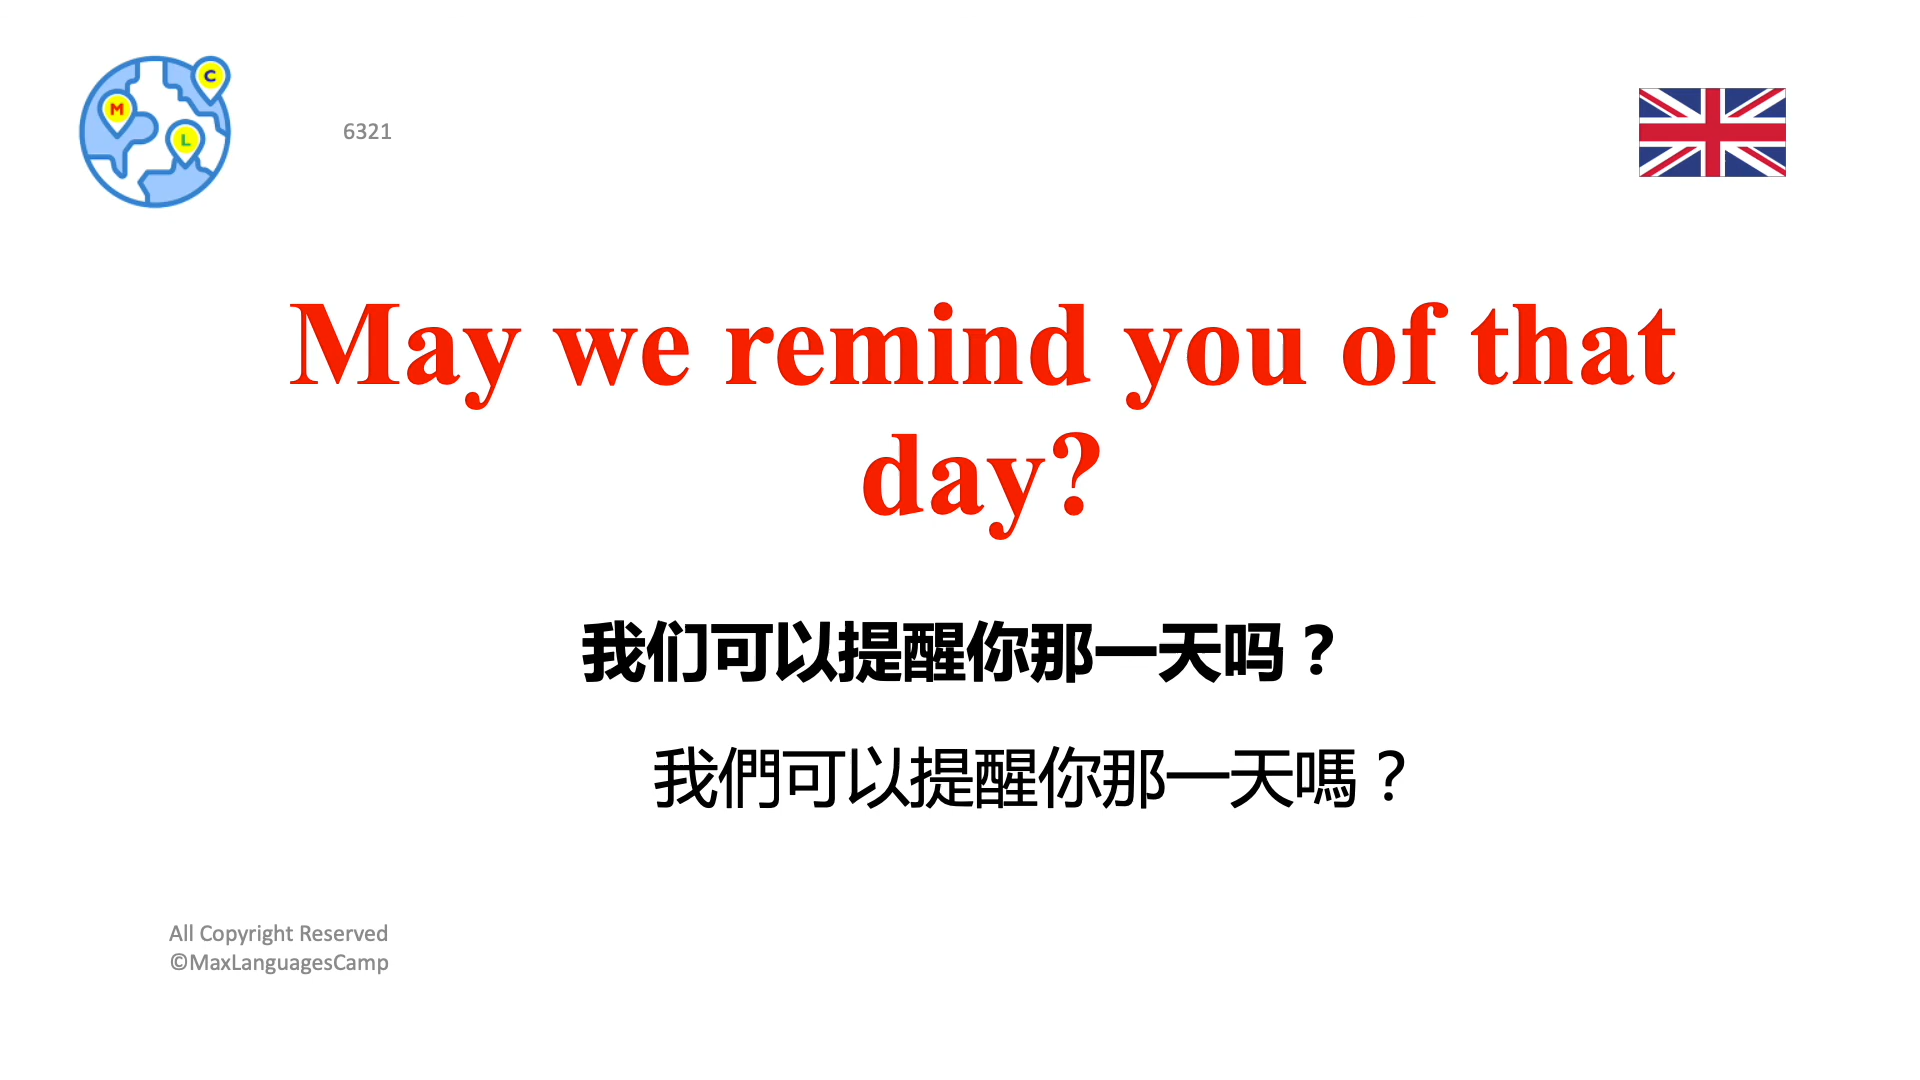 C
M
L
6321
May we remind you of that
day?
我们可以提醒你那一天吗？
我們可以提醒你那一天嗎？
All Copyright Reserved
©MaxLanguagesCamp